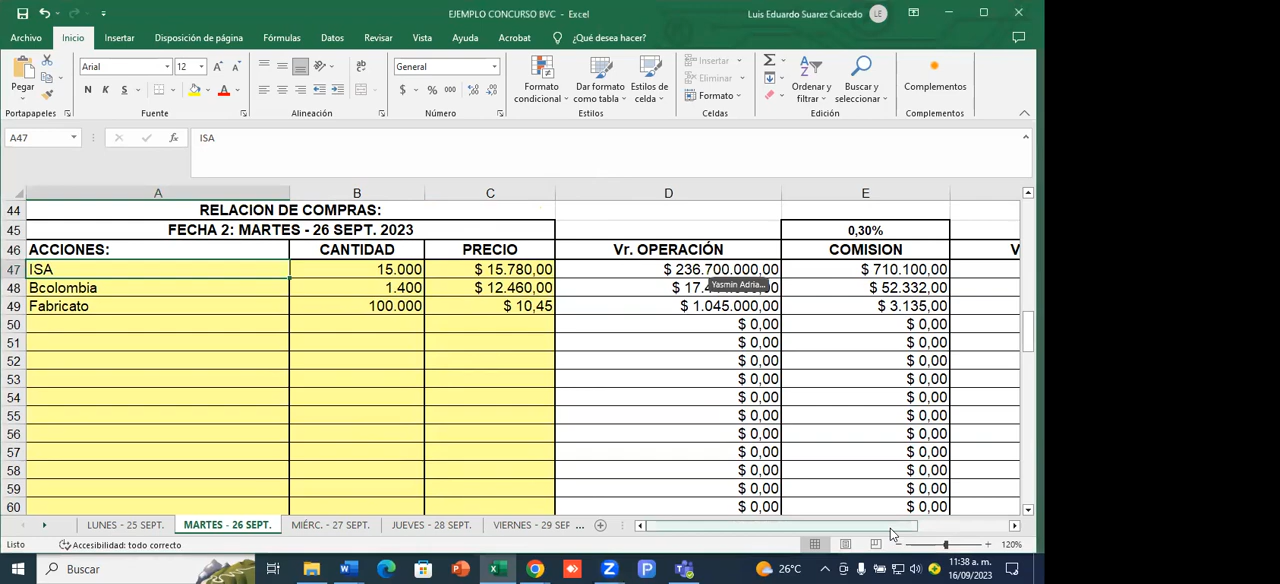 EJEMPLO CONCURSO BVC - Excel
Luis Eduardo Suarez Caicedo LE
Archivo Inicio Insertar Disposición de página Fórmulas Datos Revisar Vista Ayuda Acrobat ¿Qué desea hacer?
Pegar Arial 12 N K S General $ % 000
Formato condicional Dar formato como tabla Estilos de celda
Insertar Eliminar Formato
Ordenar y filtrar Buscar y seleccionar Complementos
Portapapeles Fuente Alineación Número Estilos Celdas Edición Complementos
A47 fx ISA
A B C D E
44 RELACION DE COMPRAS:
45 FECHA 2: MARTES - 26 SEPT. 2023 0,30%
46 ACCIONES: CANTIDAD PRECIO Vr. OPERACIÓN COMISION V
47 ISA 15.000 $ 15.780,00 $ 236.700.000,00 $ 710.100,00
Yasmin Adria...
48 Bcolombia 1.400 $ 12.460,00 $ 52.332,00
49 Fabricato 100.000 $ 10,45 $ 1.045.000,00 $ 3.135,00
50 $ 0,00 $ 0,00
51 $ 0,00 $ 0,00
52 $ 0,00 $ 0,00
53 $ 0,00 $ 0,00
54 $ 0,00 $ 0,00
55 $ 0,00 $ 0,00
56 $ 0,00 $ 0,00
57 $ 0,00 $ 0,00
58 $ 0,00 $ 0,00
59 $ 0,00 $ 0,00
60 $ 0,00 $ 0,00
LUNES - 25 SEPT. MARTES - 26 SEPT. MIÉRC. - 27 SEPT. JUEVES - 28 SEPT. VIERNES - 29 SEF ...
Listo Accesibilidad: todo correcto 120%
Buscar 26°C 11:38 a. m.
16/09/2023